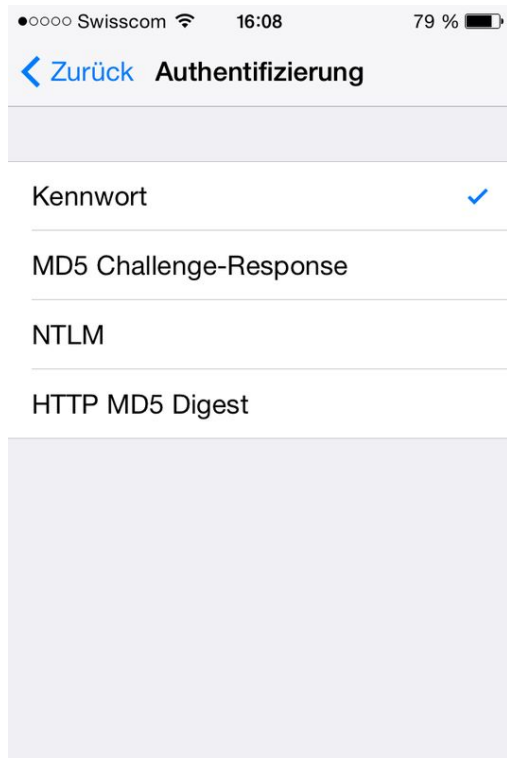 Swisscom 16:08 79 %
Zurück Authentifizierung
Kennwort
MD5 Challenge-Response
NTLM
HTTP MD5 Digest